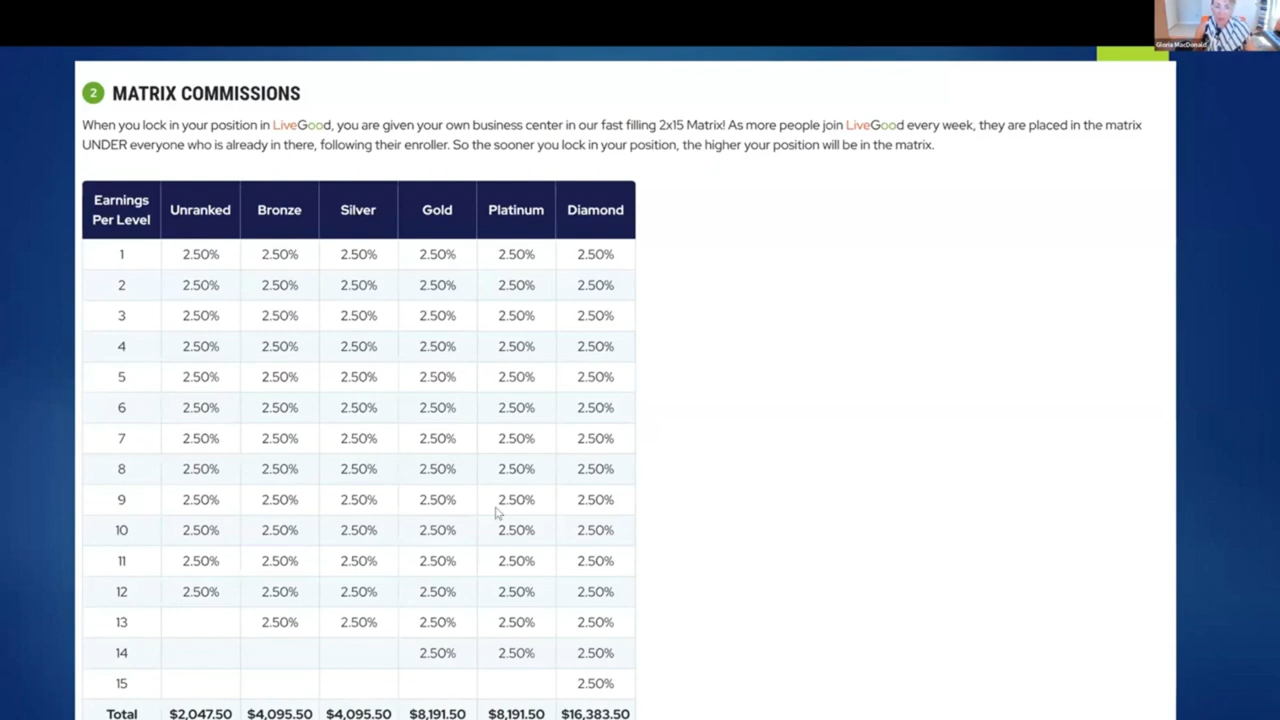 Gloria MacDonald
2 MATRIX COMMISSIONS
When you lock in your position in LiveGood, you are given your own business center in our fast filling 2x15 Matrix! As more people join LiveGood every week, they are placed in the matrix
UNDER everyone who is already in there, following their enroller. So the sooner you lock in your position, the higher your position will be in the matrix.
Earnings Per Level Unranked Bronze Silver Gold Platinum Diamond
1 2.50% 2.50% 2.50% 2.50% 2.50% 2.50%
2 2.50% 2.50% 2.50% 2.50% 2.50% 2.50%
3 2.50% 2.50% 2.50% 2.50% 2.50% 2.50%
4 2.50% 2.50% 2.50% 2.50% 2.50% 2.50%
5 2.50% 2.50% 2.50% 2.50% 2.50% 2.50%
6 2.50% 2.50% 2.50% 2.50% 2.50% 2.50%
7 2.50% 2.50% 2.50% 2.50% 2.50% 2.50%
8 2.50% 2.50% 2.50% 2.50% 2.50% 2.50%
9 2.50% 2.50% 2.50% 2.50% 2.50% 2.50%
10 2.50% 2.50% 2.50% 2.50% 2.50% 2.50%
11 2.50% 2.50% 2.50% 2.50% 2.50% 2.50%
12 2.50% 2.50% 2.50% 2.50% 2.50% 2.50%
13 2.50% 2.50% 2.50% 2.50% 2.50%
14 2.50% 2.50% 2.50%
15 2.50%
Total $2,047.50 $4,095.50 $4,095.50 $8,191.50 $8,191.50 $16,383.50